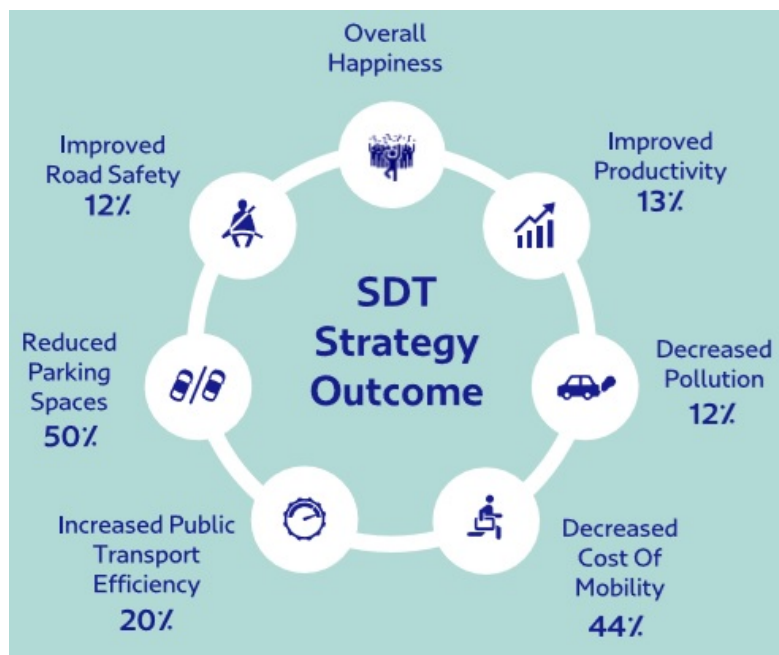 Overall
Happiness
Improved
Productivity
13%
Decreased
Pollution
12%
Decreased
Cost Of
Mobility
44%
Increased Public
Transport
Efficiency
20%
Reduced
Parking
Spaces
50%
Improved
Road Safety
12%
SDT
Strategy
Outcome